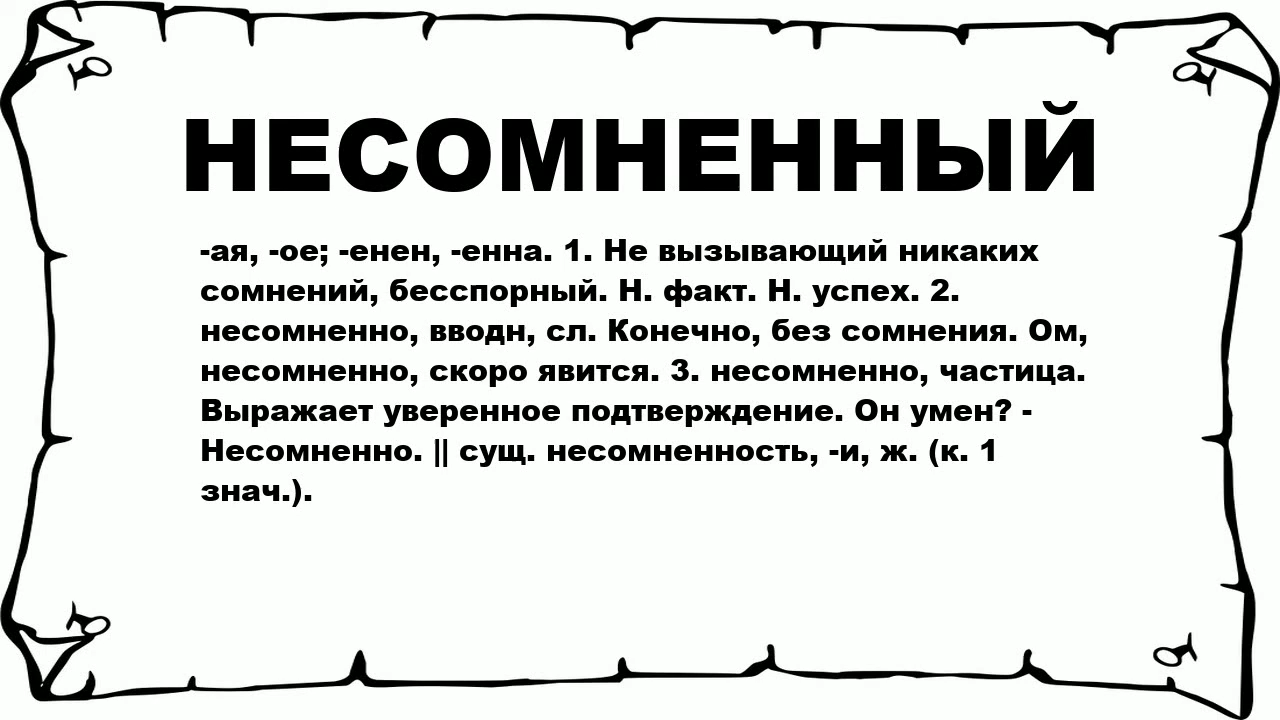 НЕСОМНЕННЫЙ
-ая, -ое; -енен, -енна. 1. Не вызывающий никаких
сомнений, бесспорный. Н. факт. Н. успех. 2.
несомненно, вводн, сл. Конечно, без сомнения. Ом,
несомненно, скоро явится. 3. несомненно, частица.
Выражает уверенное подтверждение. Он умен? -
Несомненно. || сущ. несомненность, -и, ж. (к. 1
знач.).